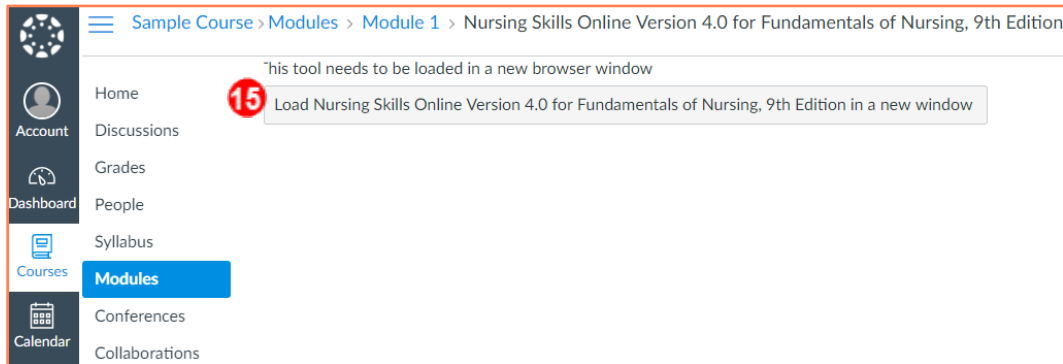 Sample Course > Modules > Module 1 > Nursing Skills Online Version 4.0 for Fundamentals of Nursing, 9th Edition
This tool needs to be loaded in a new browser window
15 Load Nursing Skills Online Version 4.0 for Fundamentals of Nursing, 9th Edition in a new window
Account
Dashboard
Courses
Calendar
Home
Discussions
Grades
People
Syllabus
Modules
Conferences
Collaborations